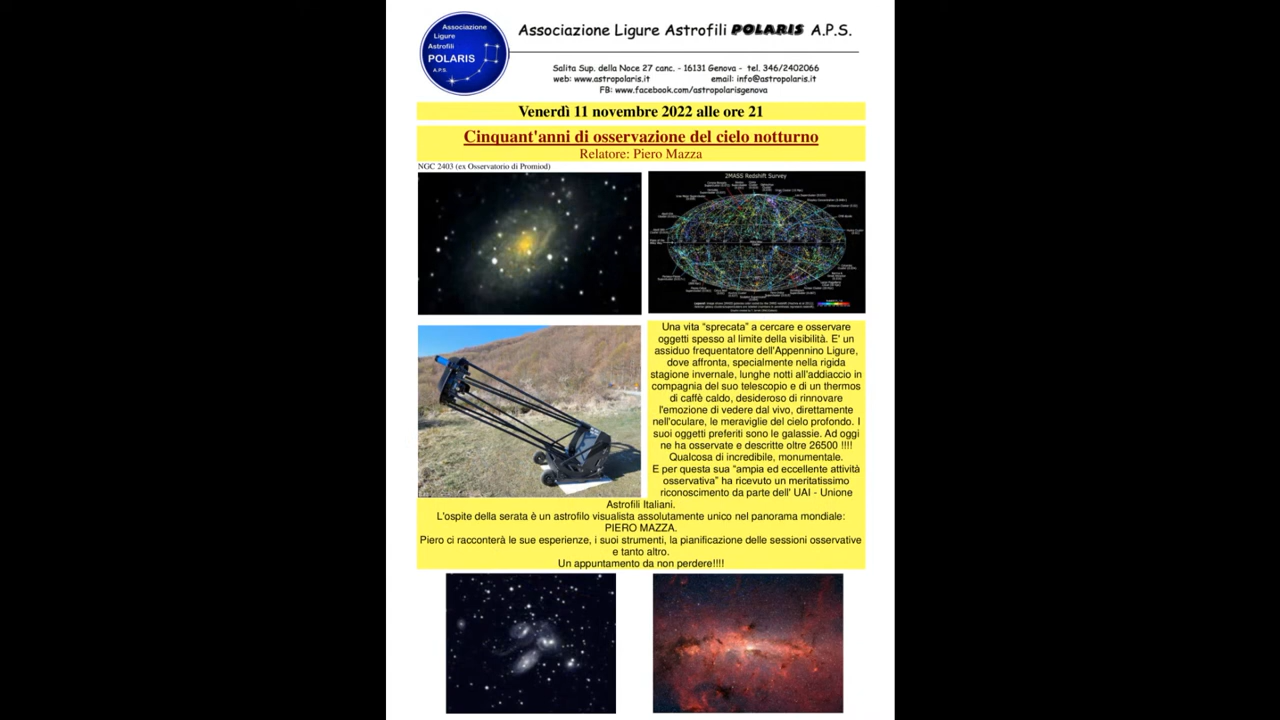 Associazione
Ligure
Astrofili
POLARIS
A.P.S.
Associazione Ligure Astrofili POLARIS A.P.S.
Salita Sup. della Noce 27 canc. - 16131 Genova - tel. 346/2402066
web: www.astropolaris.it email: info@astropolaris.it
FB: www.facebook.com/astropolarisgenova
Venerdì 11 novembre 2022 alle ore 21
Cinquant'anni di osservazione del cielo notturno
Relatore: Piero Mazza
NGC 2403 (ex Osservatorio di Promiod)
2MASS Redshift Survey
Una vita “sprecata” a cercare e osservare
oggetti spesso al limite della visibilità. E' un
assiduo frequentatore dell'Appennino Ligure,
dove affronta, specialmente nella rigida
stagione invernale, lunghe notti all'addiaccio in
compagnia del suo telescopio e di un thermos
di caffè caldo, desideroso di rinnovare
l'emozione di vedere dal vivo, direttamente
nell'oculare, le meraviglie del cielo profondo. I
suoi oggetti preferiti sono le galassie. Ad oggi
ne ha osservate e descritte oltre 26500 !!!!
Qualcosa di incredibile, monumentale.
E per questa sua “ampia ed eccellente attività
osservativa” ha ricevuto un meritatissimo
riconoscimento da parte dell' UAI - Unione
Astrofili Italiani.
L'ospite della serata è un astrofilo visualista assolutamente unico nel panorama mondiale:
PIERO MAZZA.
Piero ci racconterà le sue esperienze, i suoi strumenti, la pianificazione delle sessioni osservative
e tanto altro.
Un appuntamento da non perdere!!!!